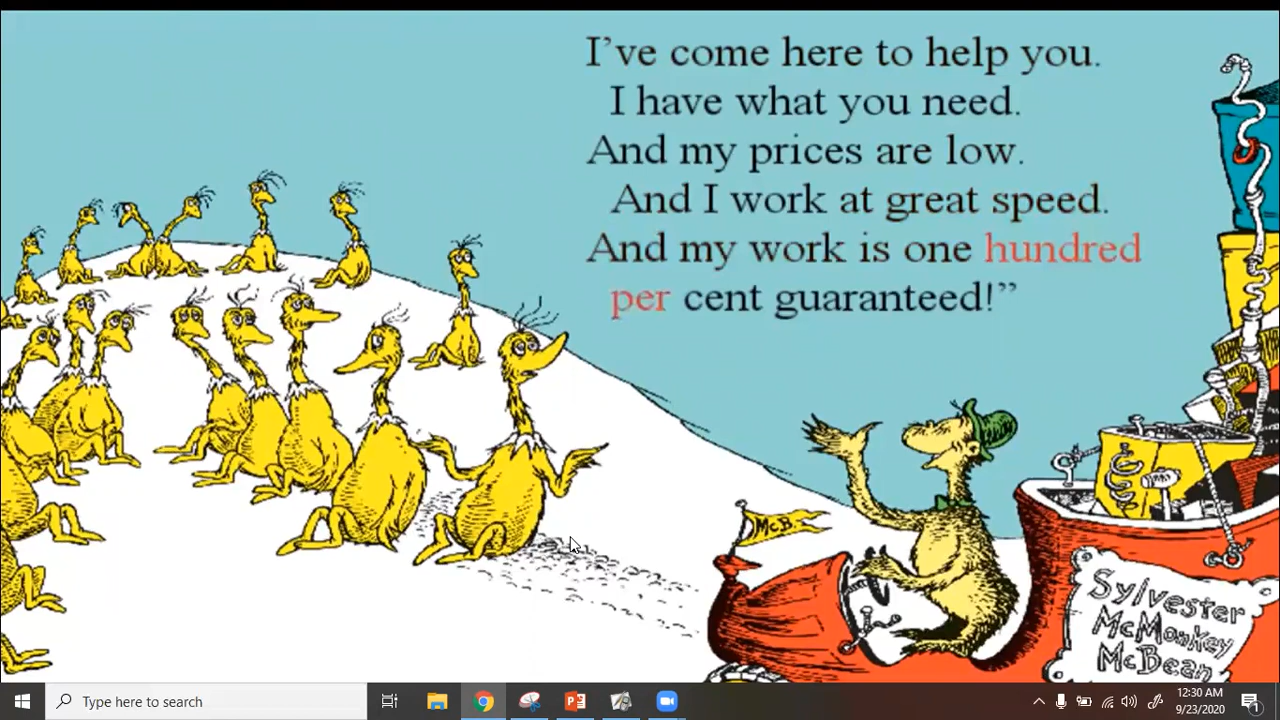 I've come here to help you.
I have what you need.
And my prices are low.
And I work at great speed.
And my work is one hundred
per cent guaranteed!”
McB.
Sylvester
McMonkey
McBean
Type here to search
12:30 AM
9/23/2020